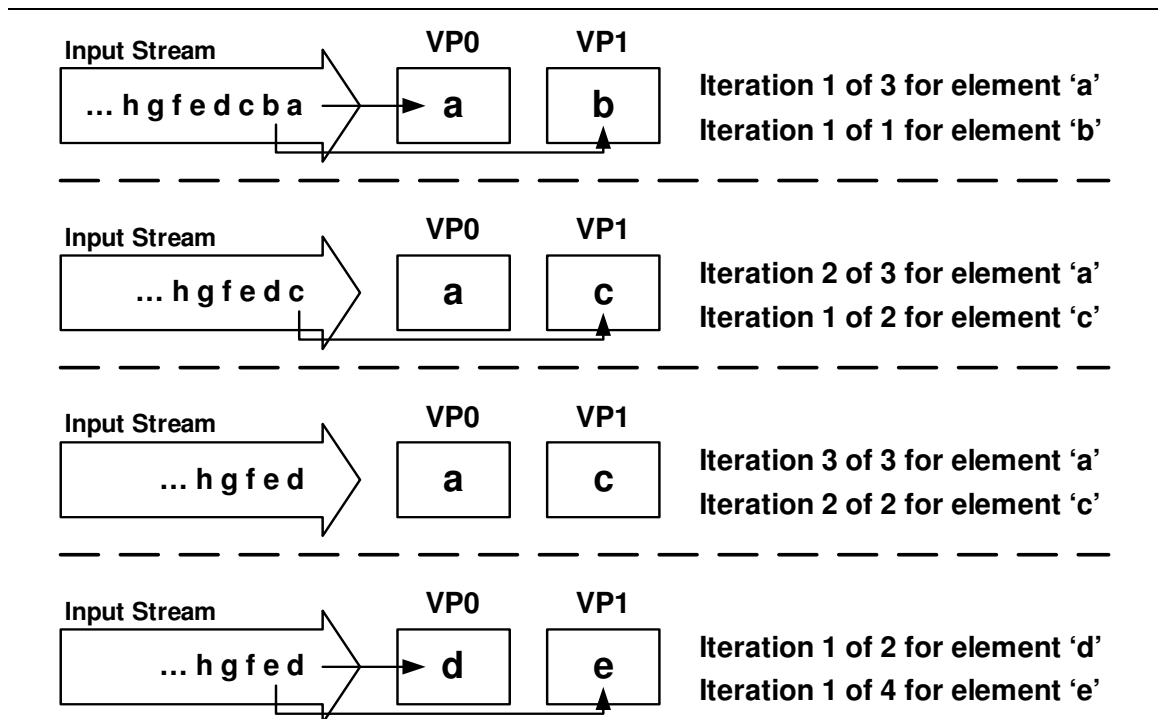 VP0 VP1
Input Stream
... h g f e d c b a a b
Iteration 1 of 3 for element ‘a’
Iteration 1 of 1 for element ‘b’
VP0 VP1
Input Stream
... h g f e d c a c
Iteration 2 of 3 for element ‘a’
Iteration 1 of 2 for element ‘c’
VP0 VP1
Input Stream
... h g f e d a c
Iteration 3 of 3 for element ‘a’
Iteration 2 of 2 for element ‘c’
VP0 VP1
Input Stream
... h g f e d d e
Iteration 1 of 2 for element ‘d’
Iteration 1 of 4 for element ‘e’